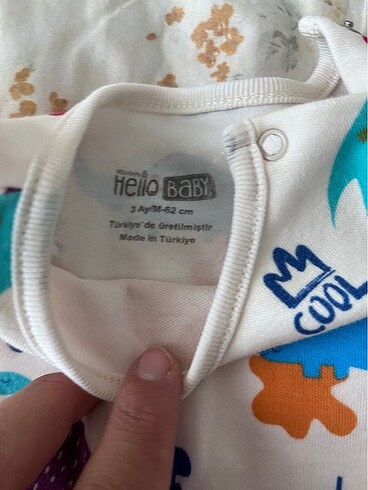 Hello BABY
3 Ay/M-62 cm
Türkiye'de üretilmiştir
Made in Türkiye
COOL